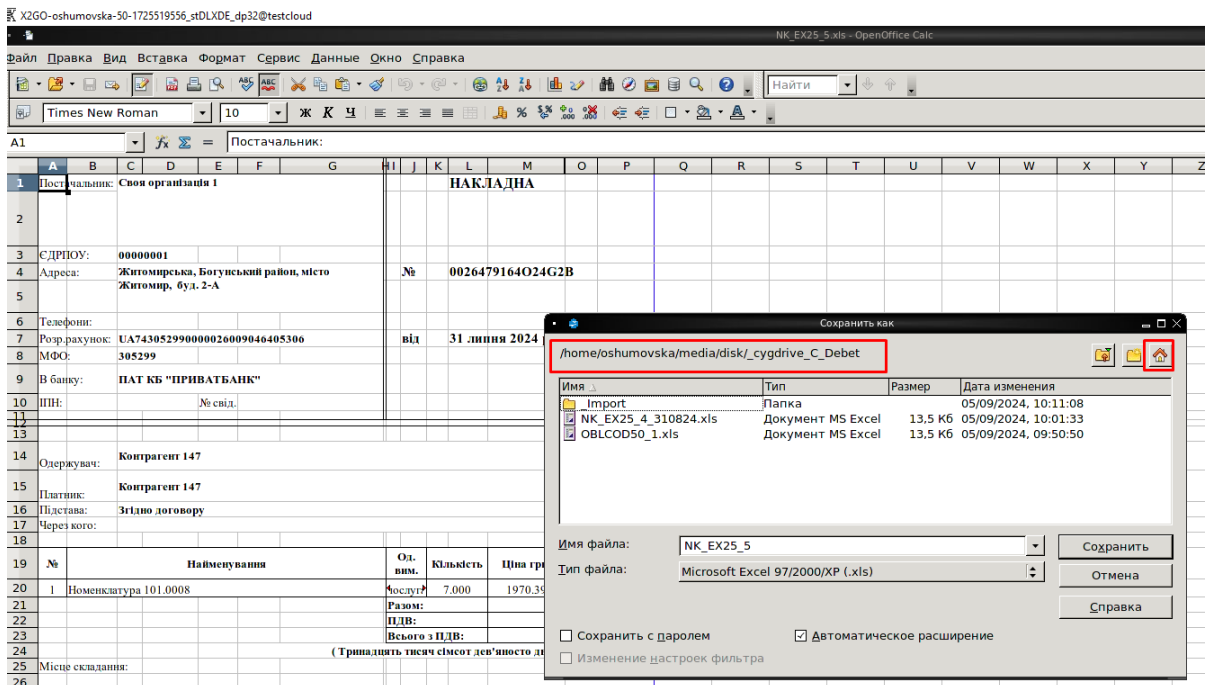 X2GO-oshumovska-50-1725519556_stDLXDE_dp32@testcloud
NK_EX25_5.xls - OpenOffice Calc
Файл Правка Вид Вставка Формат Сервис Данные Окно Справка
Найти
Times New Roman 10 Ж К Ч
A1 = Постачальник:
A B C D E F G H I J K L M O P Q R S T U V W X Y Z
1 Постачальник: Своя організація 1 НАКЛАДНА
2
3 ЄДРПОУ: 00000001
4 Адреса: Житомирська, Богунський район, місто № 0026479164O24G2B
Житомир, буд. 2-А
5
6 Телефони:
7 Розр.рахунок: UA743052990000026009046405306 від 31 липня 2024
8 МФО: 305299
9 В банку: ПАТ КБ "ПРИВАТБАНК"
10 ІПН: № свід.
11
12
13
14 Одержувач: Контрагент 147
15 Платник: Контрагент 147
16 Підстава: Згідно договору
17 Через кого:
18
19 № Найменування Од. вим. Кількість Ціна
20 1 Номенклатура 101.0008 7.000 1970.39
21 Разом:
22 ПДВ:
23 Всього з ПДВ:
24 ( Тринадцять тисяч сімсот дев'яносто
25 Місце складання:
26
Сохранить как
/home/oshumovska/media/disk/_cygdrive_C_Debet
Имя Тип Размер Дата изменения
_Import Папка 05/09/2024, 10:11:08
NK_EX25_4_310824.xls Документ MS Excel 13,5 Кб 05/09/2024, 10:01:33
OBLCOD50_1.xls Документ MS Excel 13,5 Кб 05/09/2024, 09:50:50
Имя файла: NK_EX25_5 Сохранить
Тип файла: Microsoft Excel 97/2000/XP (.xls) Отмена
Справка
Сохранить с паролем Автоматическое расширение
Изменение настроек фильтра